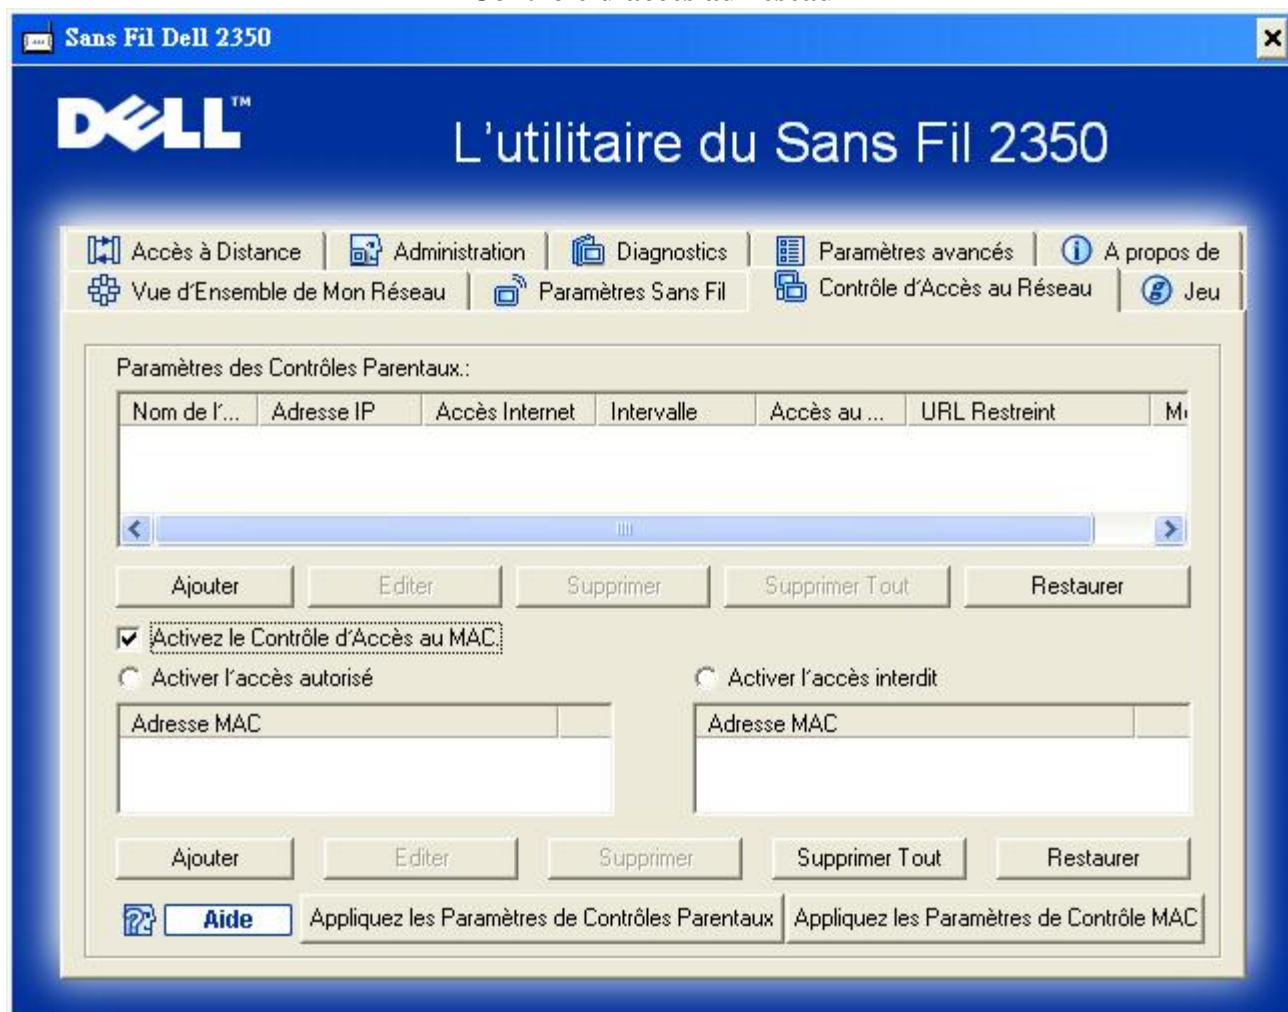 Sans Fil Dell 2350
DELL™
L'utilitaire du Sans Fil 2350
Accès à Distance
Administration
Diagnostics
Paramètres avancés
A propos de
Vue d'Ensemble de Mon Réseau
Paramètres Sans Fil
Contrôle d'Accès au Réseau
Jeu
Paramètres des Contrôles Parentaux.:
Nom de l'... Adresse IP Accès Internet Intervalle Accès au ... URL Restreint
Ajouter Editer Supprimer Supprimer Tout Restaurer
Activez le Contrôle d'Accès au MAC.
Activer l'accès autorisé
Activer l'accès interdit
Adresse MAC
Adresse MAC
Ajouter Editer Supprimer Supprimer Tout Restaurer
Aide Appliquez les Paramètres de Contrôles Parentaux Appliquez les Paramètres de Contrôle MAC